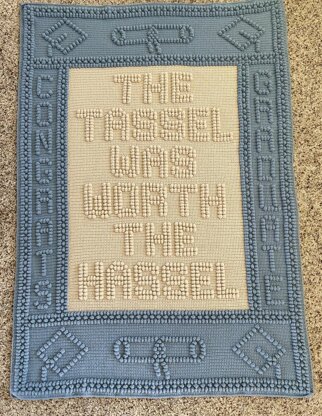 THE
TASSEL
WAS
WORTH
THE
HASSEL
CONGRATS
GRADUATE